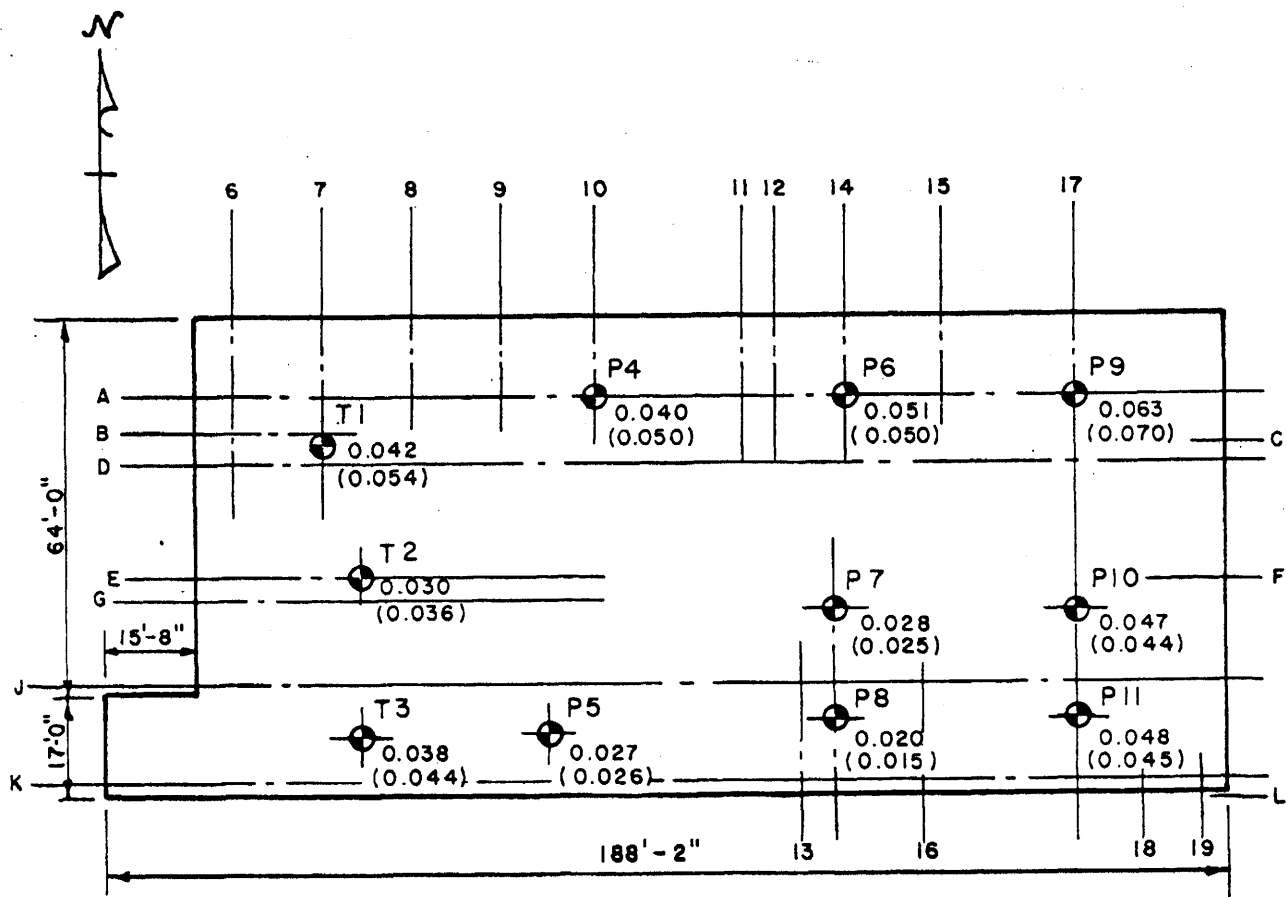 N
6 7 8 9 10 11 12 14 15 17
P4 P6 P9
A
0.040 0.051 0.063
(0.050) (0.050) (0.070)
T1
B
C
0.042
D
(0.054)
64'-0"
T2
E
F
0.030
G
(0.036)
P7 P10
0.028 0.047
(0.025) (0.044)
15'-8"
J
T3 P5 P8 P11
17'-0"
0.038 0.027 0.020 0.048
(0.044) (0.026) (0.015) (0.045)
K
L
13 16 18 19
188'-2"